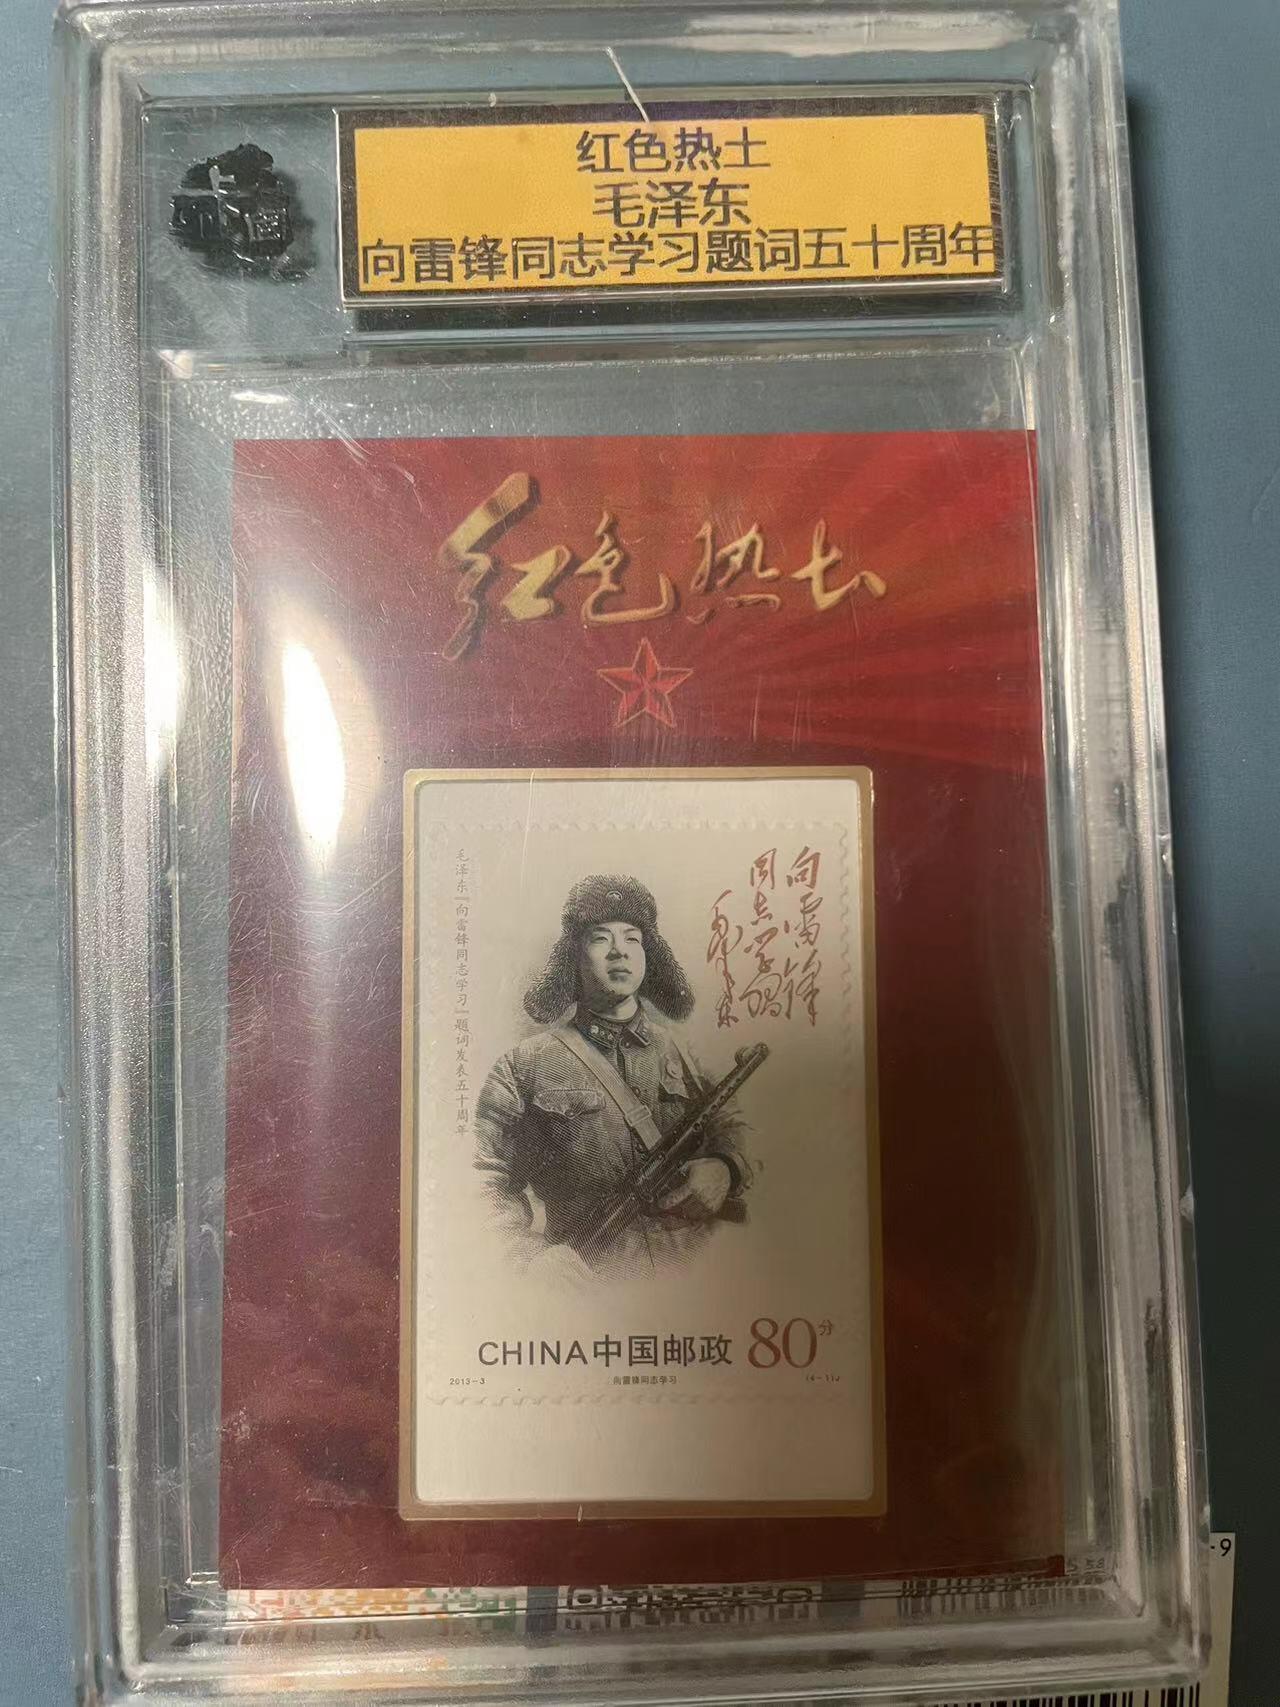 红色热土
毛泽东
向雷锋同志学习题词五十周年
红色热土
毛泽东“向雷锋同志学习”题词发表五十周年
向雷锋
同志学习
毛泽东
CHINA中国邮政 80分
2013-3 向雷锋同志学习 (4-1)J
-9